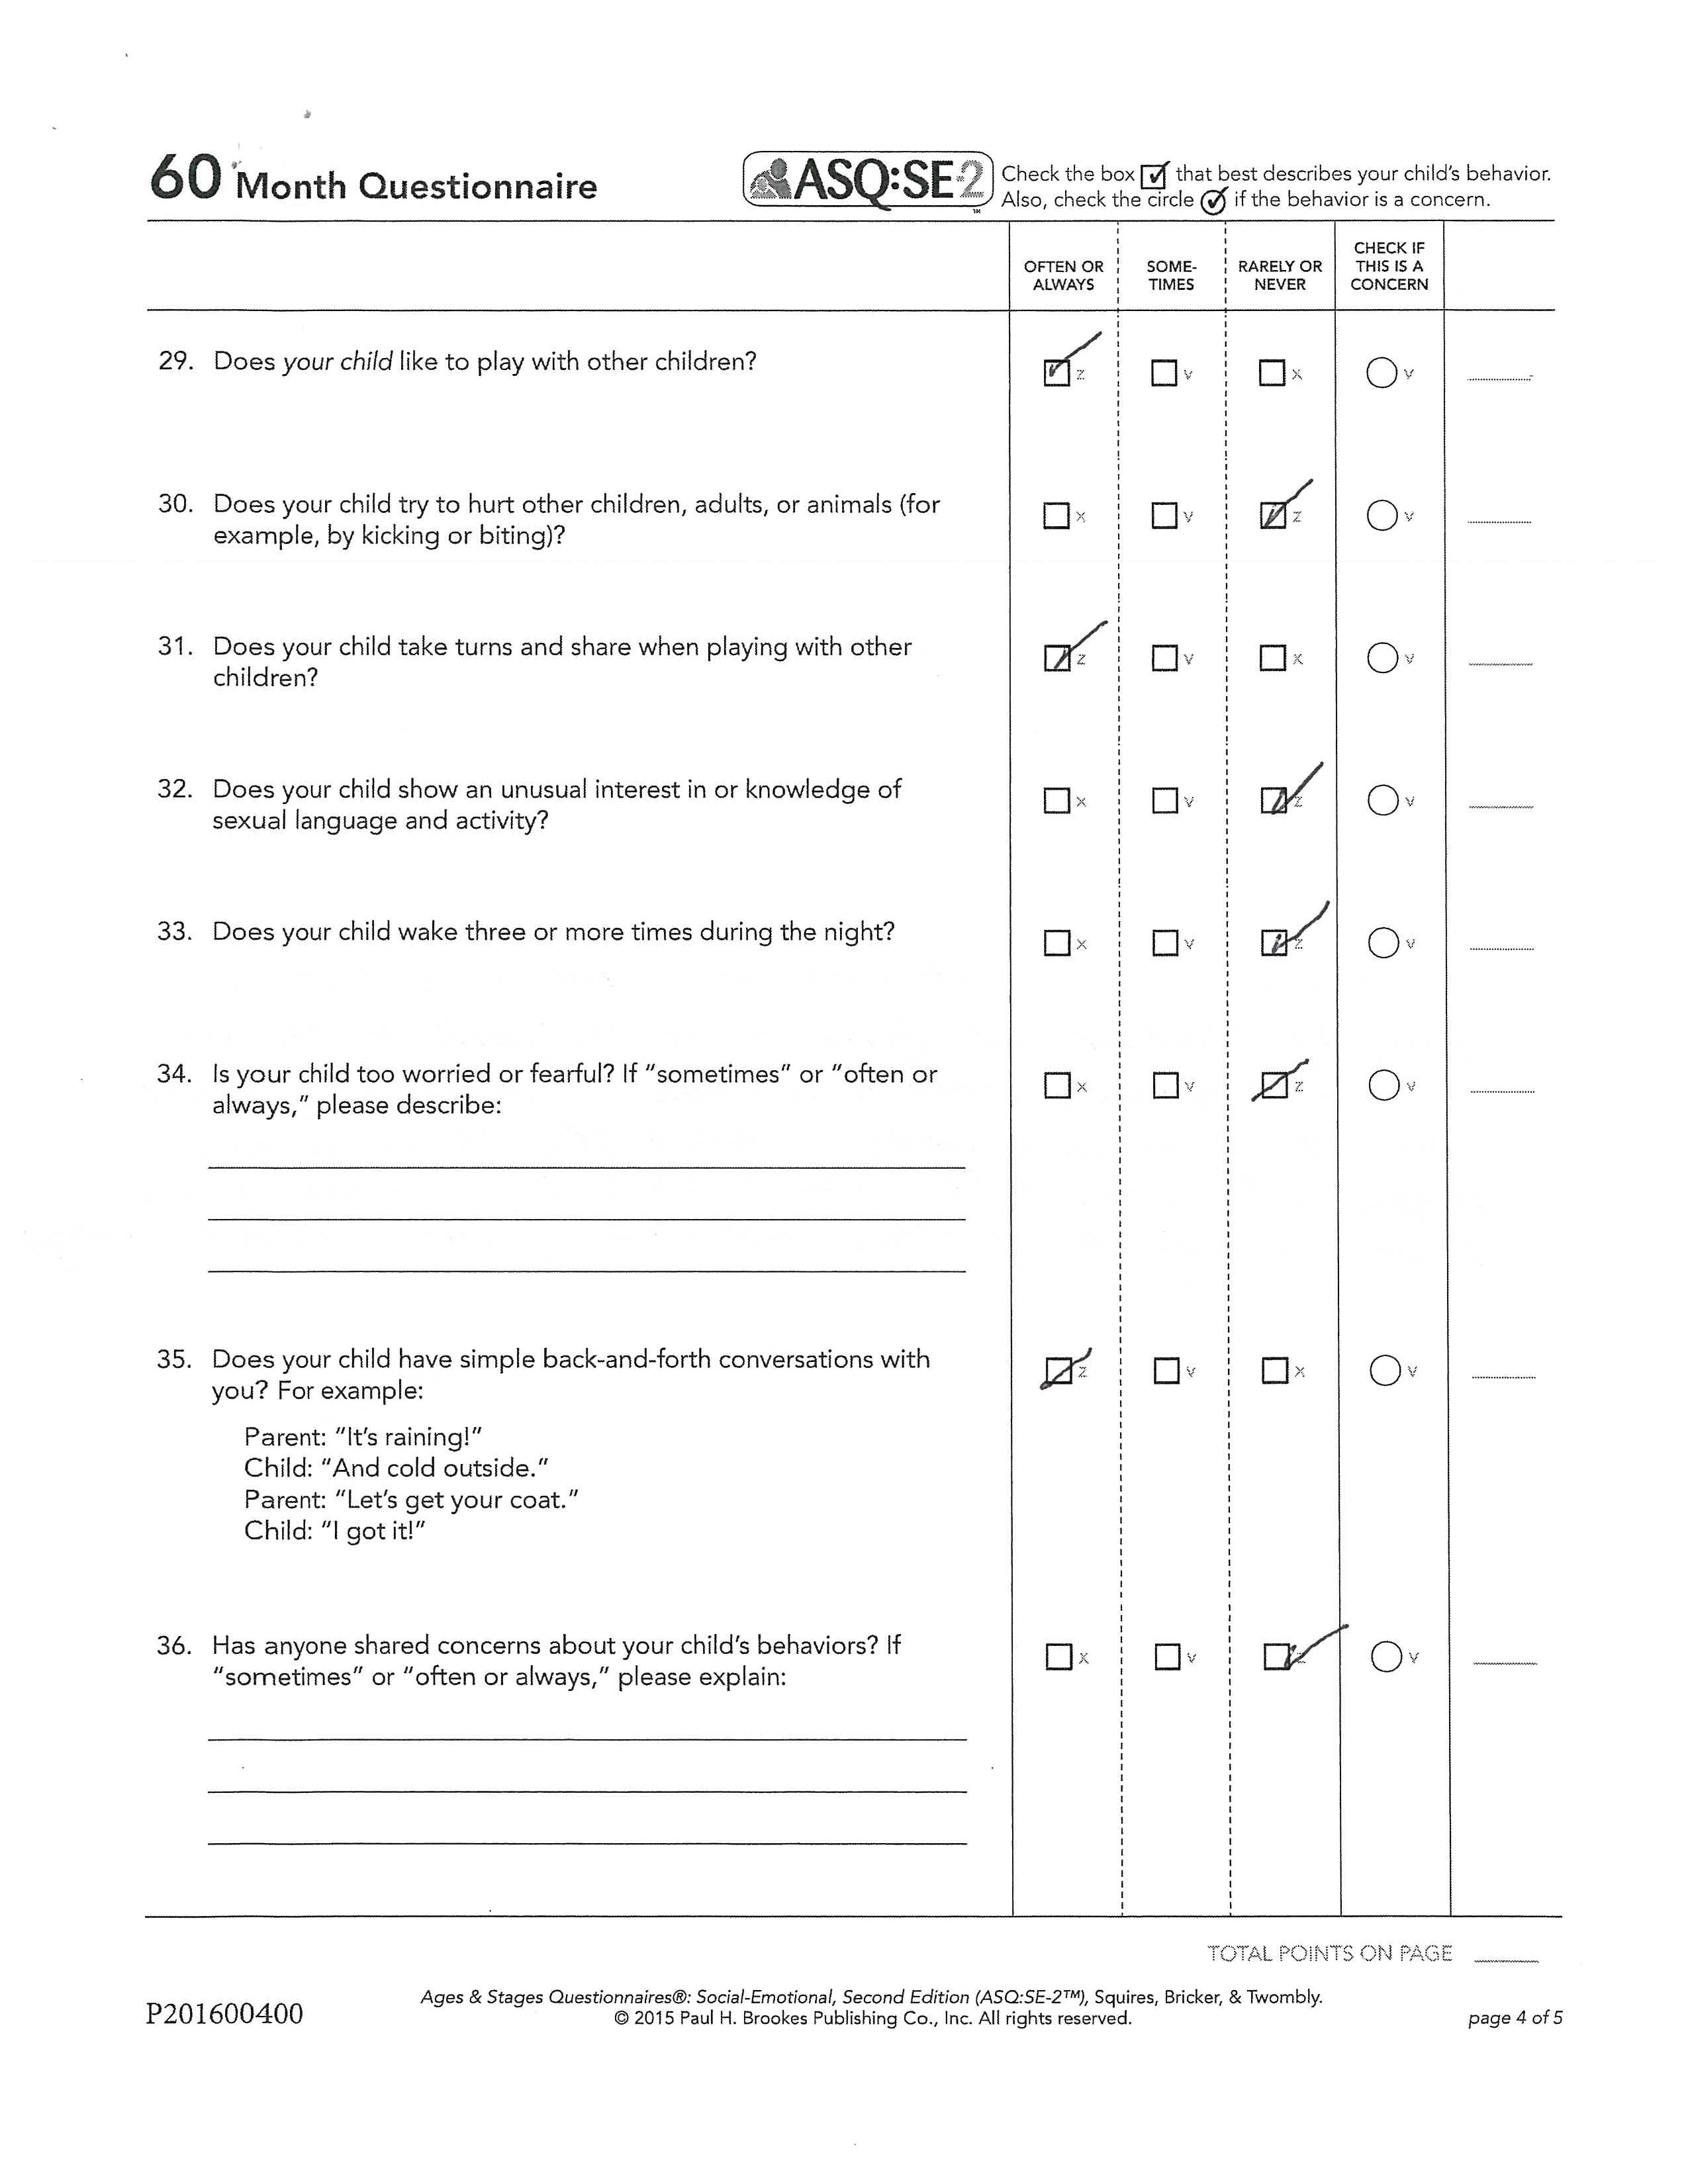 60 Month Questionnaire
ASQ:SE-2™
Check the box ☑ that best describes your child's behavior.
Also, check the circle ✓ if the behavior is a concern.
OFTEN OR ALWAYS
SOME-TIMES
RARELY OR NEVER
CHECK IF THIS IS A CONCERN
29. Does your child like to play with other children?
☑ z ☐ v ☐ x ○ v
30. Does your child try to hurt other children, adults, or animals (for
example, by kicking or biting)?
☐ x ☐ v ☑ z ○ v
31. Does your child take turns and share when playing with other
children?
☑ z ☐ v ☐ x ○ v
32. Does your child show an unusual interest in or knowledge of
sexual language and activity?
☐ x ☐ v ☑ z ○ v
33. Does your child wake three or more times during the night?
☐ x ☐ v ☑ z ○ v
34. Is your child too worried or fearful? If "sometimes" or "often or
always," please describe:
☐ x ☐ v ☑ z ○ v
35. Does your child have simple back-and-forth conversations with
you? For example:
☑ z ☐ v ☐ x ○ v
Parent: "It's raining!"
Child: "And cold outside."
Parent: "Let's get your coat."
Child: "I got it!"
36. Has anyone shared concerns about your child's behaviors? If
"sometimes" or "often or always," please explain:
☐ x ☐ v ☑ z ○ v
TOTAL POINTS ON PAGE
Ages & Stages Questionnaires®: Social-Emotional, Second Edition (ASQ:SE-2™), Squires, Bricker, & Twombly.
P201600400
© 2015 Paul H. Brookes Publishing Co., Inc. All rights reserved.
page 4 of 5